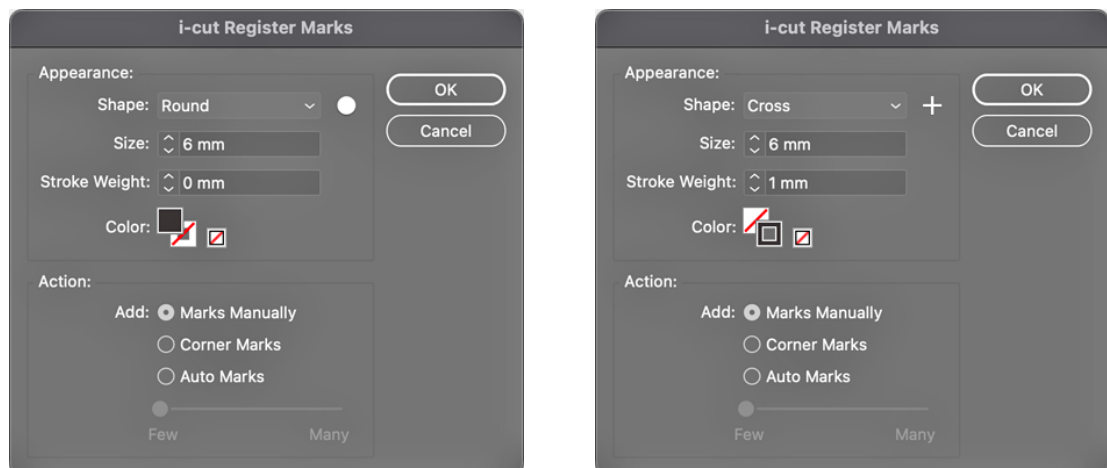 i-cut Register Marks
Appearance:
Shape: Round
Size: 6 mm
Stroke Weight: 0 mm
Color:
OK
Cancel
Action:
Add: Marks Manually
Corner Marks
Auto Marks
Few Many
i-cut Register Marks
Appearance:
Shape: Cross
Size: 6 mm
Stroke Weight: 1 mm
Color:
OK
Cancel
Action:
Add: Marks Manually
Corner Marks
Auto Marks
Few Many